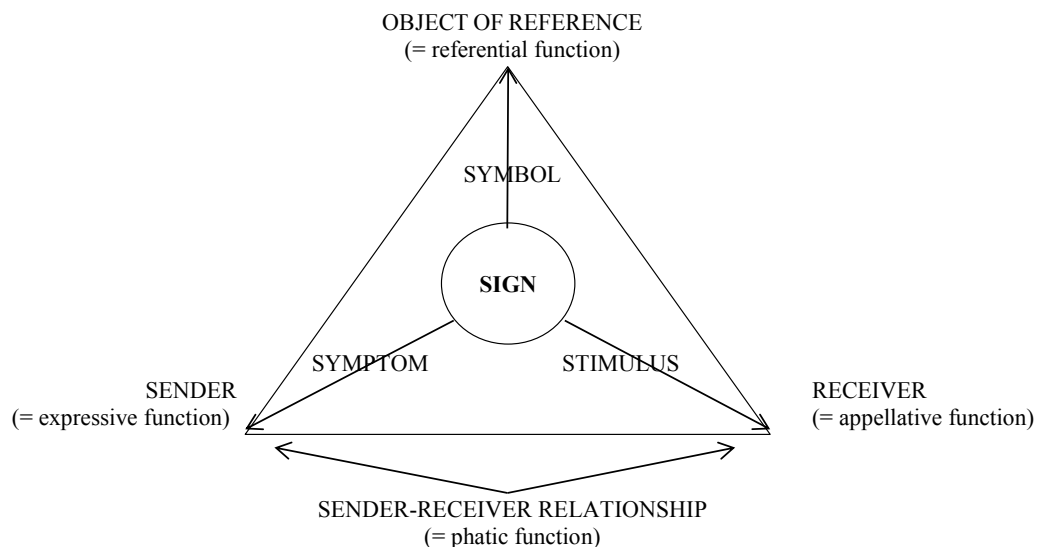 OBJECT OF REFERENCE
(= referential function)
SYMBOL
SIGN
SYMPTOM
STIMULUS
SENDER
(= expressive function)
RECEIVER
(= appellative function)
SENDER-RECEIVER RELATIONSHIP
(= phatic function)